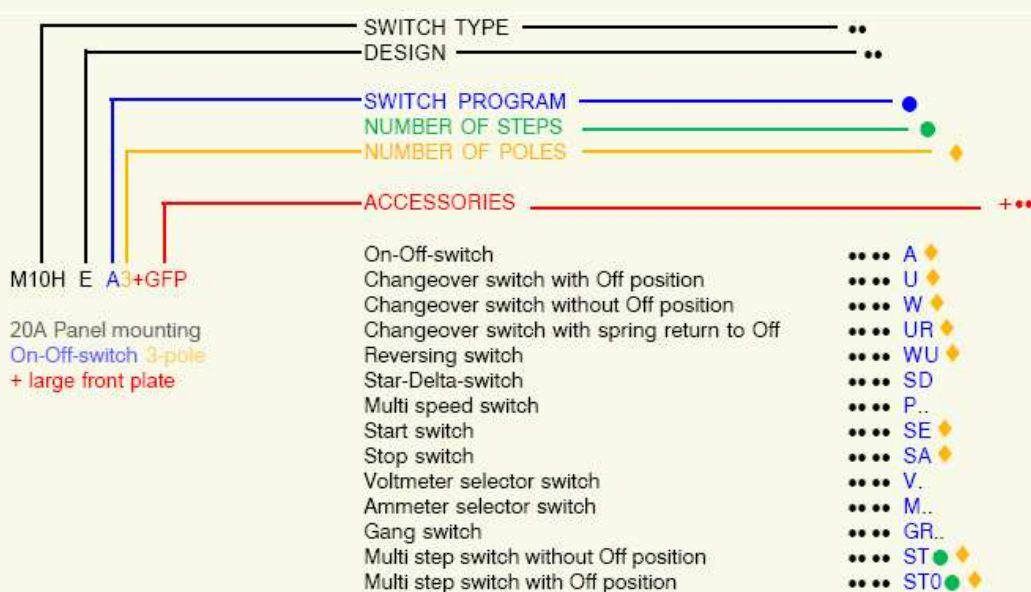 SWITCH TYPE ••
DESIGN ••
SWITCH PROGRAM ●
NUMBER OF STEPS ●
NUMBER OF POLES ♦
ACCESSORIES +••
On-Off-switch •• •• A ♦
M10H E A3+GFP
Changeover switch with Off position •• •• U ♦
Changeover switch without Off position •• •• W ♦
20A Panel mounting
Changeover switch with spring return to Off •• •• UR ♦
On-Off-switch 3-pole
Reversing switch •• •• WU ♦
+ large front plate
Star-Delta-switch •• •• SD
Multi speed switch •• •• P..
Start switch •• •• SE ♦
Stop switch •• •• SA ♦
Voltmeter selector switch •• •• V.
Ammeter selector switch •• •• M..
Gang switch •• •• GR..
Multi step switch without Off position •• •• ST ● ♦
Multi step switch with Off position •• •• ST0 ● ♦